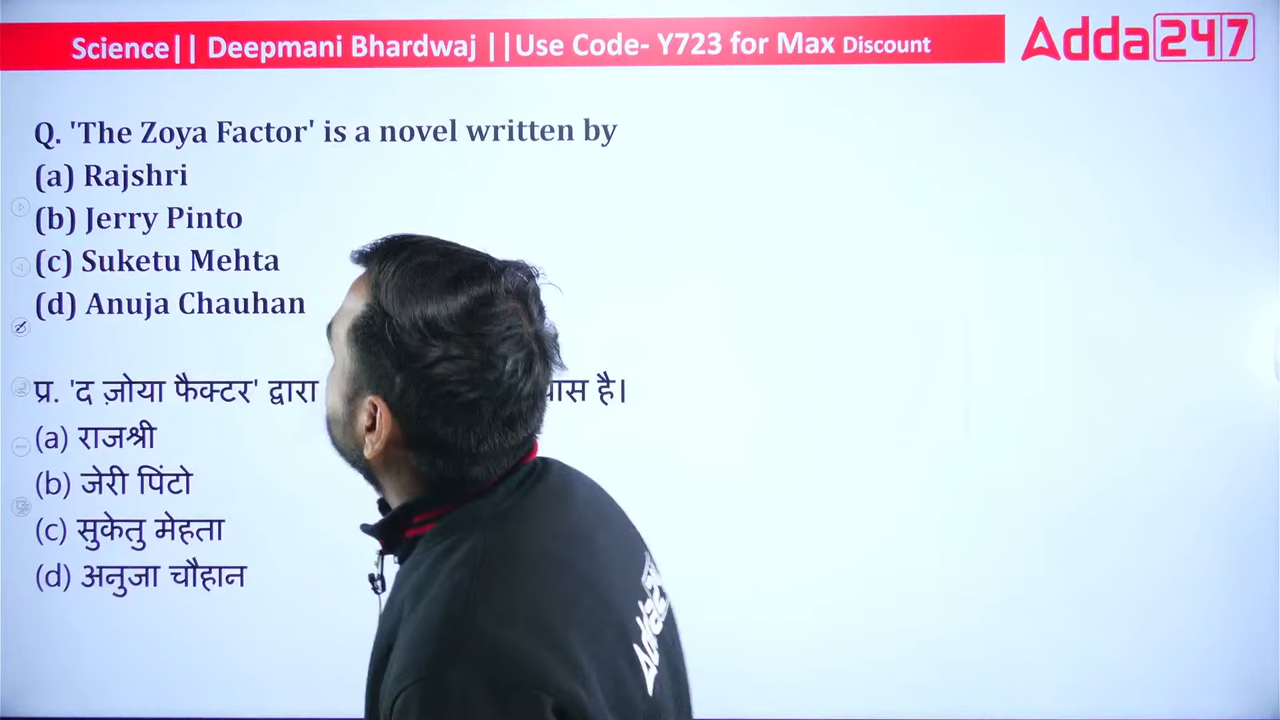 Science|| Deepmani Bhardwaj ||Use Code- Y723 for Max Discount
Adda247
Q. 'The Zoya Factor' is a novel written by
(a) Rajshri
(b) Jerry Pinto
(c) Suketu Mehta
(d) Anuja Chauhan
प्र. 'द ज़ोया फैक्टर' द्वारा है।
(a) राजश्री
(b) जेरी पिंटो
(c) सुकेतु मेहता
(d) अनुजा चौहान